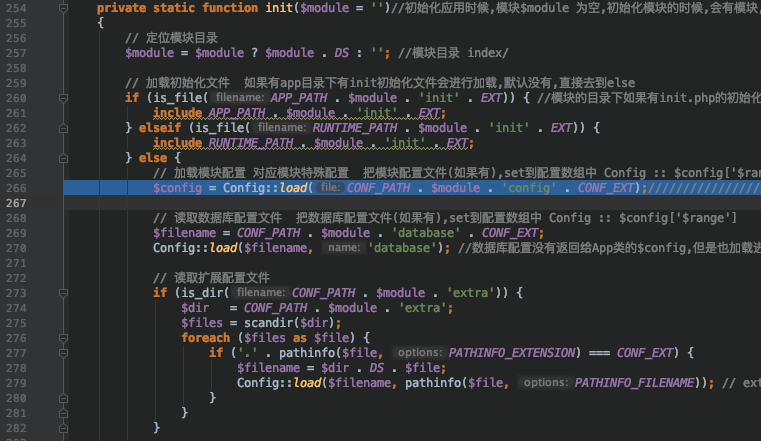 254 private static function init($module = '')//初始化应用时候,模块$module 为空,初始化模块的时候,会有模块,
255 {
256 // 定位模块目录
257 $module = $module ? $module . DS : ''; //模块目录 index/
258
259 // 加载初始化文件 如果有app目录下有init初始化文件会进行加载,默认没有,直接去到else
260 if (is_file( filename: APP_PATH . $module . 'init' . EXT)) { //模块的目录下如果有init.php的初始化
261 include APP_PATH . $module . 'init' . EXT;
262 } elseif (is_file( filename: RUNTIME_PATH . $module . 'init' . EXT)) {
263 include RUNTIME_PATH . $module . 'init' . EXT;
264 } else {
265 // 加载模块配置 对应模块特殊配置 把模块配置文件(如果有),set到配置数组中 Config :: $config['$ra
266 $config = Config::load( file: CONF_PATH . $module . 'config' . CONF_EXT);/////////////////
267
268 // 读取数据库配置文件 把数据库配置文件(如果有),set到配置数组中 Config :: $config['$range']
269 $filename = CONF_PATH . $module . 'database' . CONF_EXT;
270 Config::load($filename, name: 'database'); //数据库配置没有返回给App类的$config,但是也加载进
271
272 // 读取扩展配置文件
273 if (is_dir( filename: CONF_PATH . $module . 'extra')) {
274 $dir = CONF_PATH . $module . 'extra';
275 $files = scandir($dir);
276 foreach ($files as $file) {
277 if ('.' . pathinfo($file, options: PATHINFO_EXTENSION) === CONF_EXT) {
278 $filename = $dir . DS . $file;
279 Config::load($filename, pathinfo($file, options: PATHINFO_FILENAME)); // ext
280 }
281 }
282 }